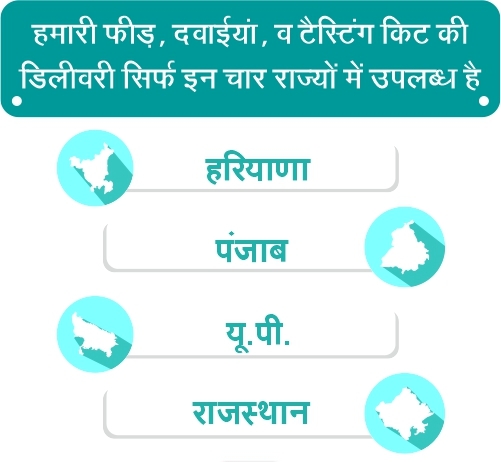 हमारी फीड़, दवाईयां, व टैस्टिंग किट की
डिलीवरी सिर्फ इन चार राज्यों में उपलब्ध है
हरियाणा
पंजाब
यू.पी.
राजस्थान